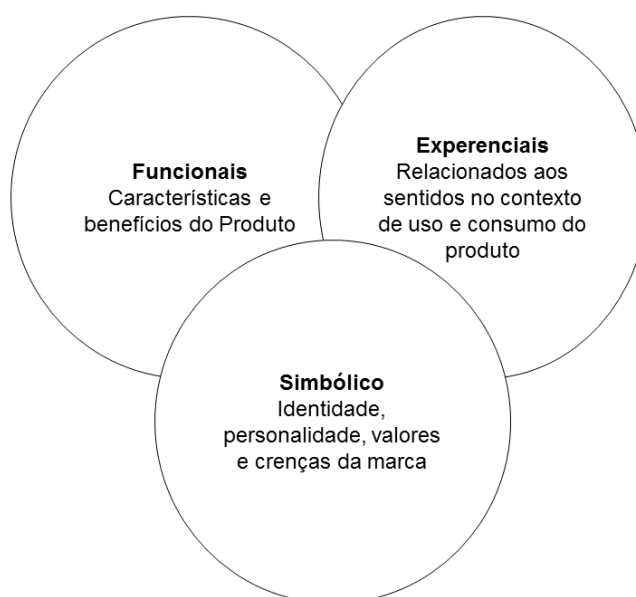 Funcionais
Características e
benefícios do Produto
Experenciais
Relacionados aos
sentidos no contexto
de uso e consumo do
produto
Simbólico
Identidade,
personalidade, valores
e crenças da marca